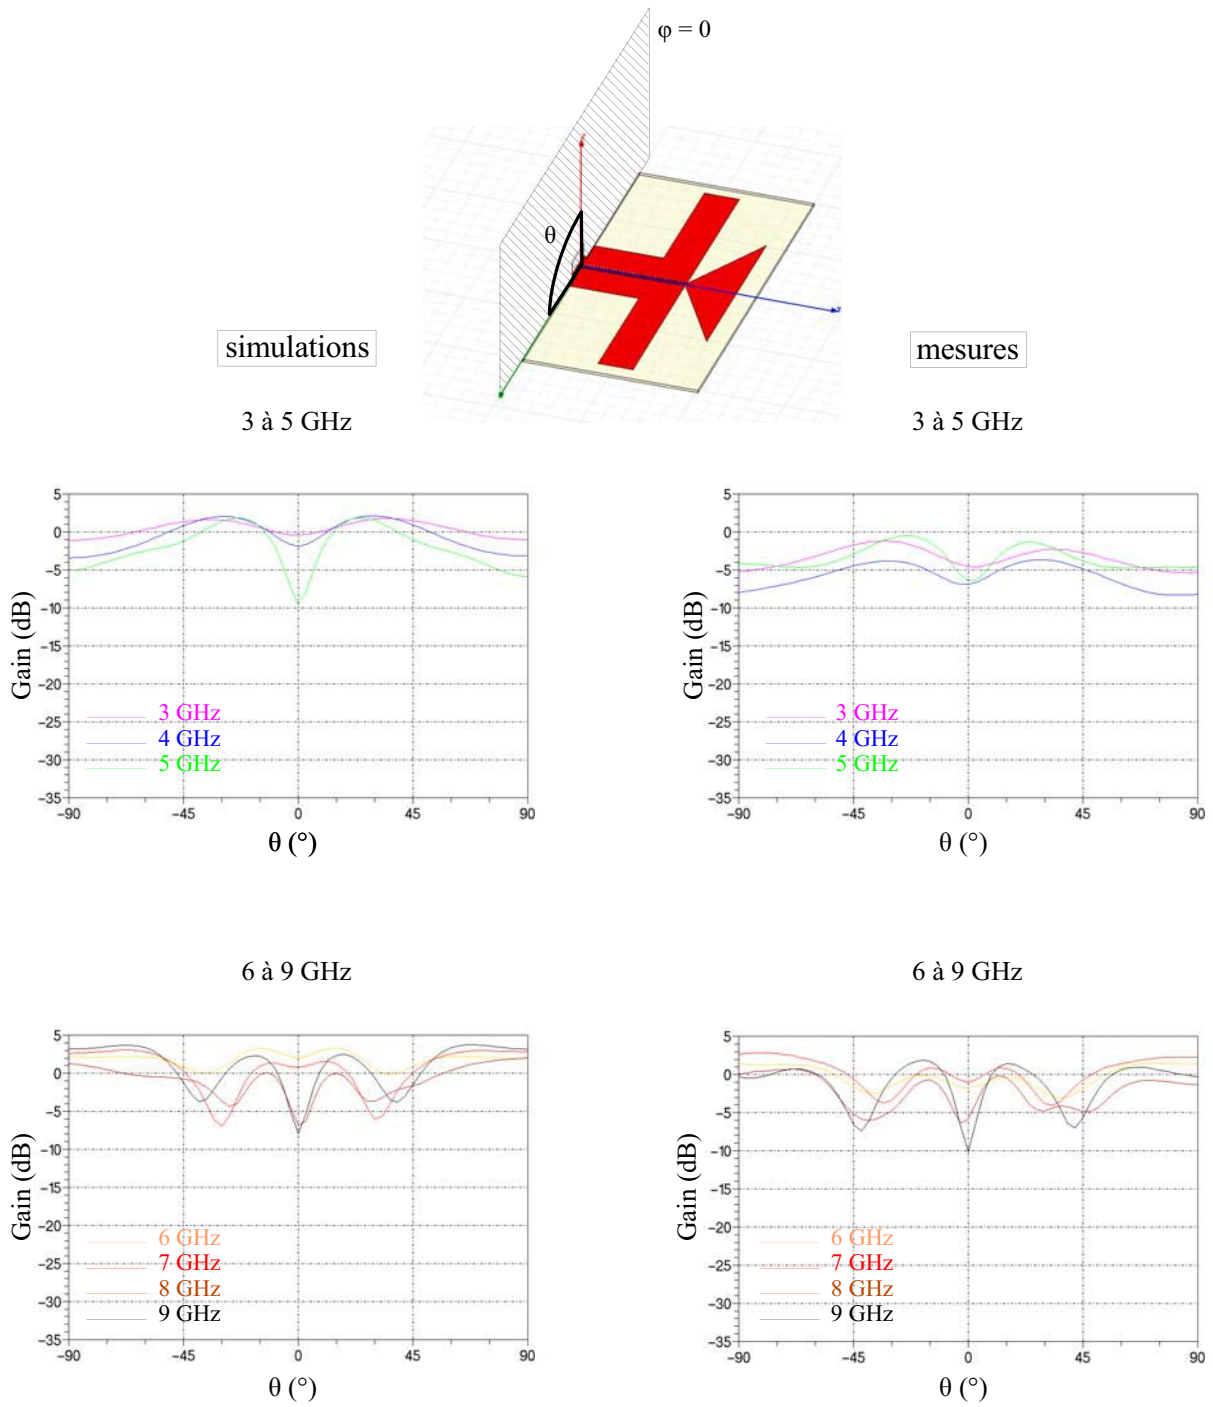 φ = 0
θ
simulations
mesures
3 à 5 GHz
3 à 5 GHz
5
0
−5
−10
−15
−20
−25
−30
−35
Gain (dB)
3 GHz
4 GHz
5 GHz
−90
−45
0
45
90
θ (°)
5
0
−5
−10
−15
−20
−25
−30
−35
Gain (dB)
3 GHz
4 GHz
5 GHz
−90
−45
0
45
90
θ (°)
6 à 9 GHz
6 à 9 GHz
5
0
−5
−10
−15
−20
−25
−30
−35
Gain (dB)
6 GHz
7 GHz
8 GHz
9 GHz
−90
−45
0
45
90
θ (°)
5
0
−5
−10
−15
−20
−25
−30
−35
Gain (dB)
6 GHz
7 GHz
8 GHz
9 GHz
−90
−45
0
45
90
θ (°)